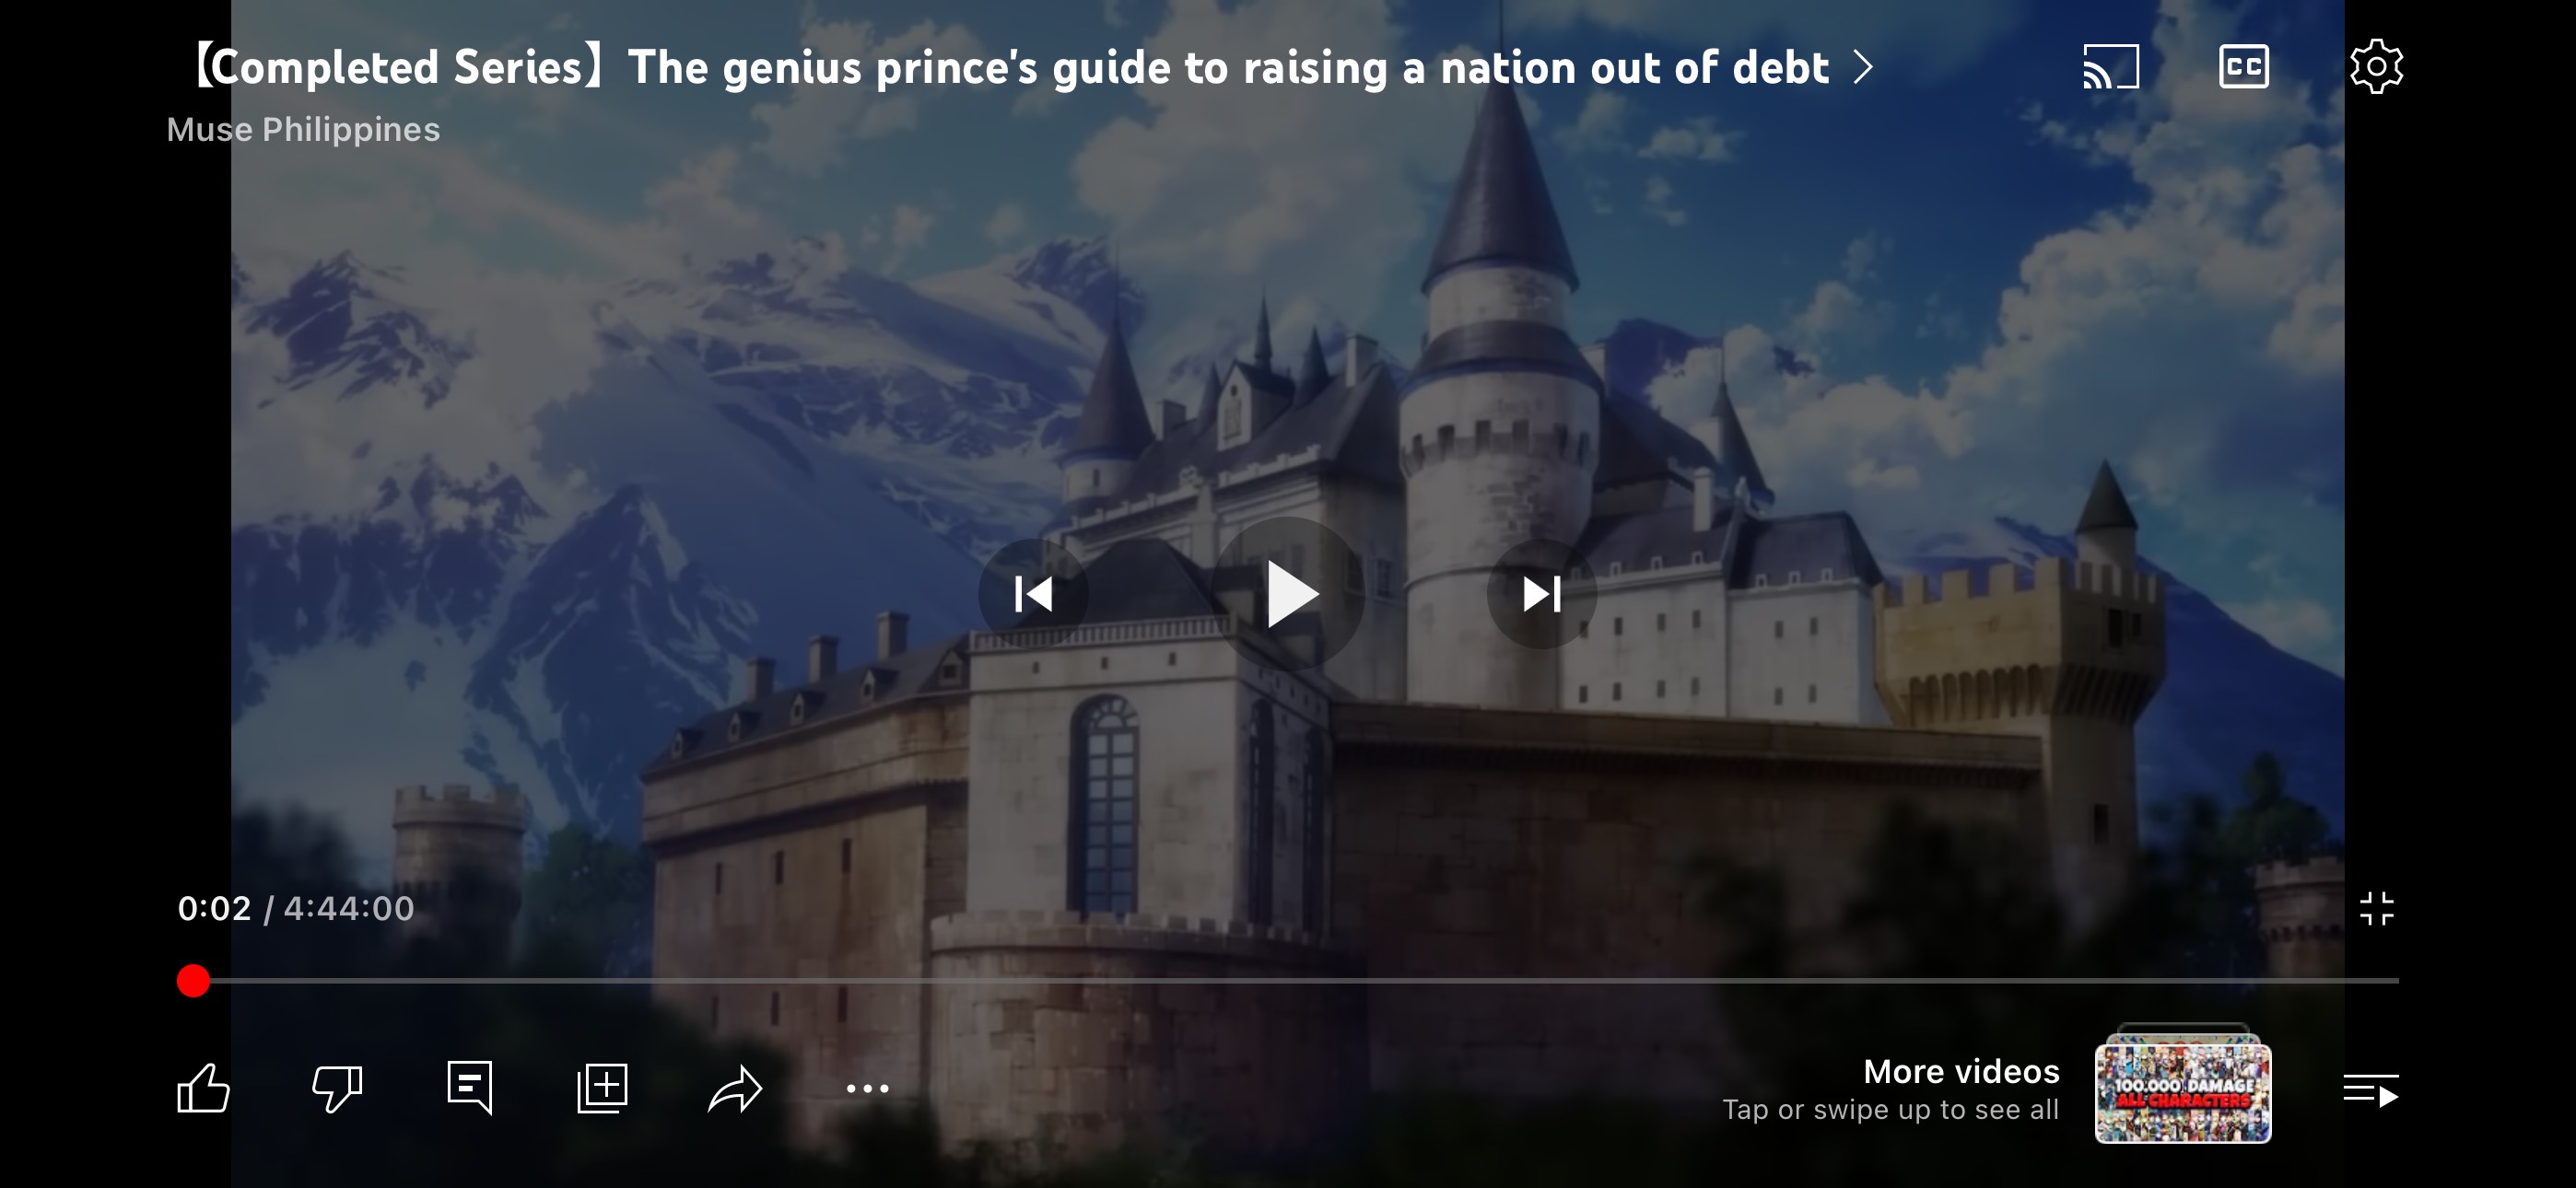 【Completed Series】 The genius prince's guide to raising a nation out of debt
CC
Muse Philippines
0:02 / 4:44:00
More videos
Tap or swipe up to see all
100.000 DAMAGE
ALL CHARACTERS